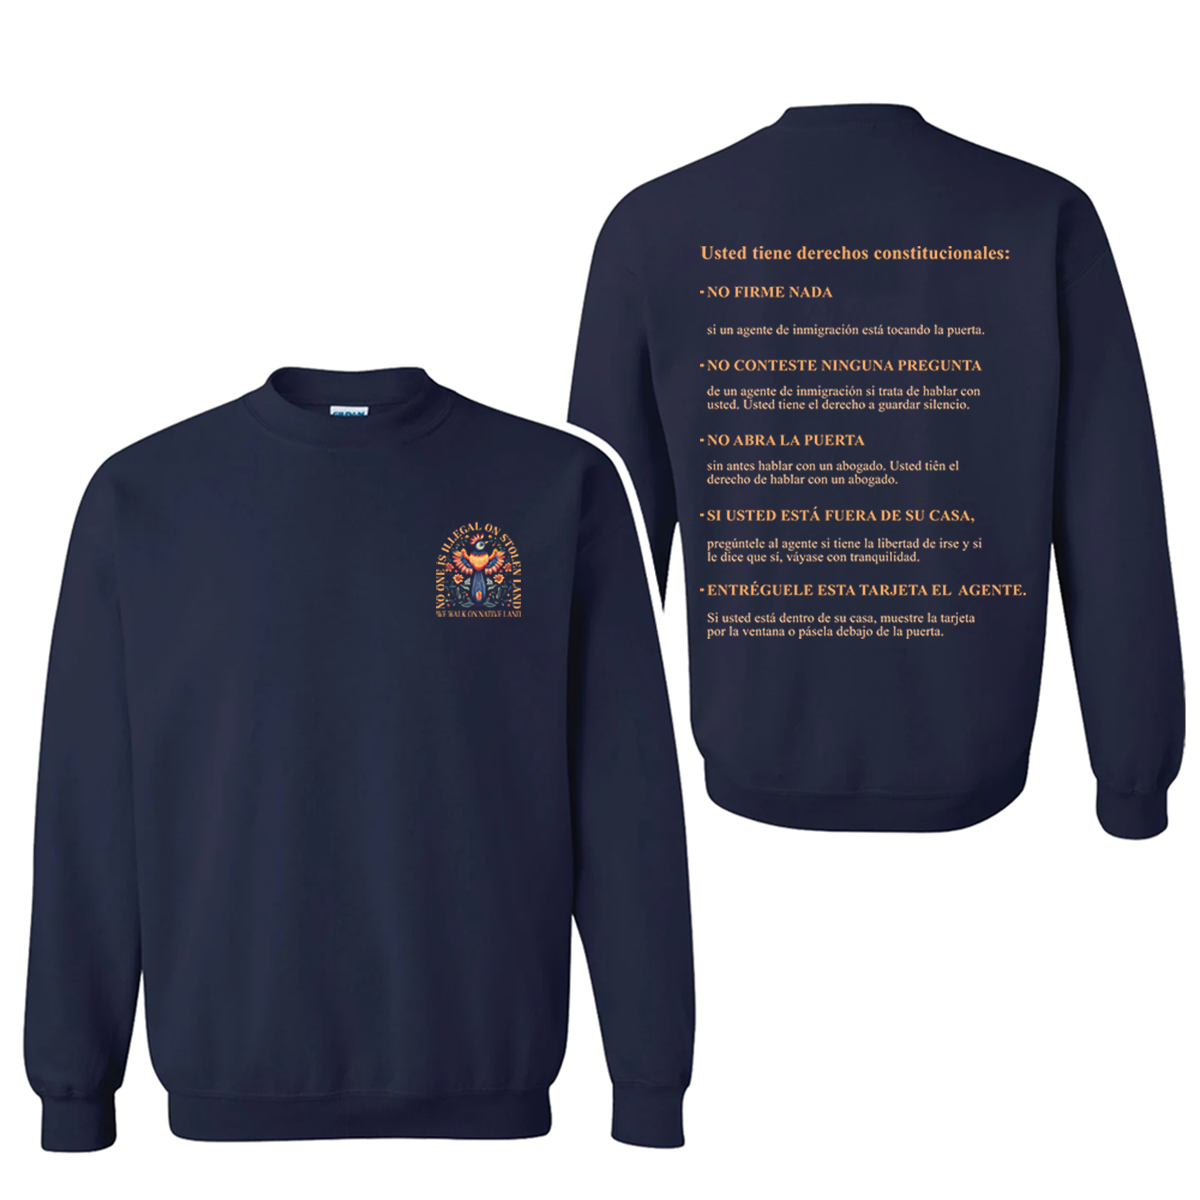 GILDAN
NO ONE IS ILLEGAL ON STOLEN LAND
WE WALK ON NATIVE LAND
Usted tiene derechos constitucionales:
- NO FIRME NADA
si un agente de inmigración está tocando la puerta.
- NO CONTESTE NINGUNA PREGUNTA
de un agente de inmigración si trata de hablar con
usted. Usted tiene el derecho a guardar silencio.
- NO ABRA LA PUERTA
sin antes hablar con un abogado. Usted tiên el
derecho de hablar con un abogado.
- SI USTED ESTÁ FUERA DE SU CASA,
pregúntele al agente si tiene la libertad de irse y si
le dice que sí, váyase con tranquilidad.
- ENTRÉGUELE ESTA TARJETA EL AGENTE.
Si usted está dentro de su casa, muestre la tarjeta
por la ventana o pásela debajo de la puerta.